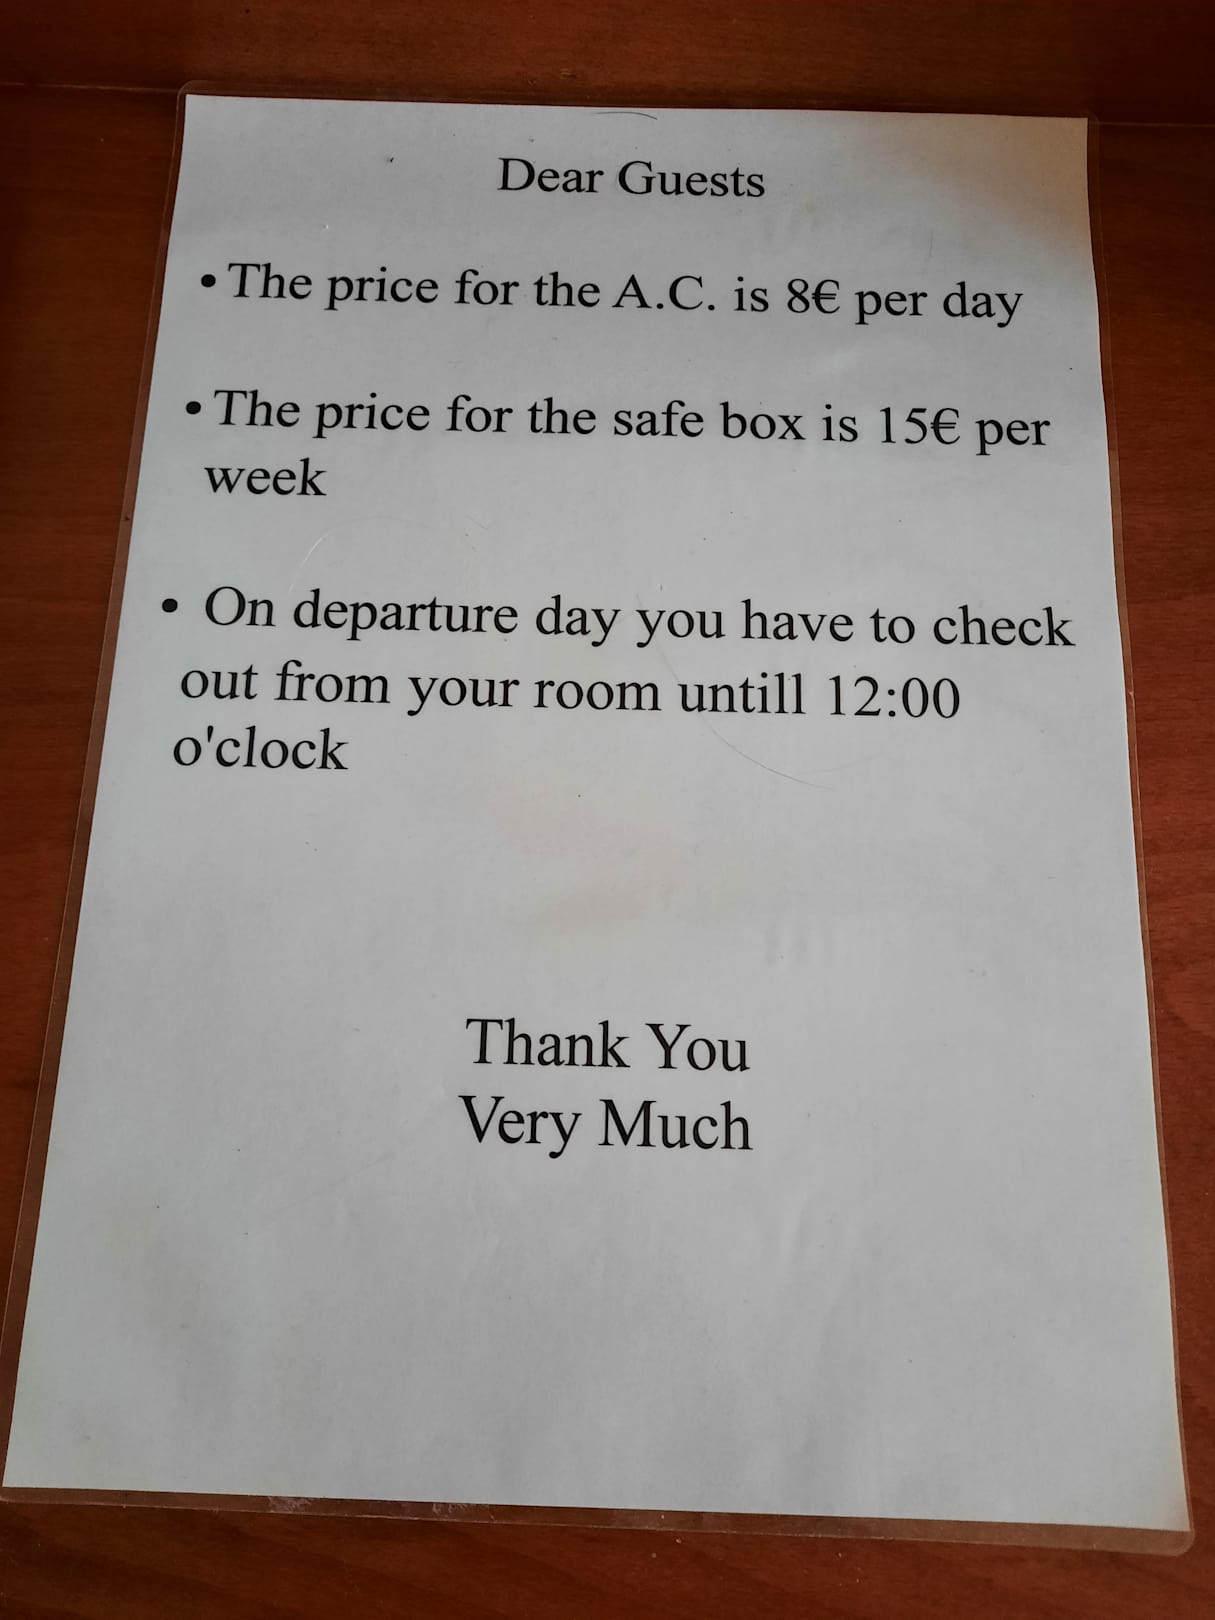 Dear Guests
• The price for the A.C. is 8€ per day
• The price for the safe box is 15€ per
week
• On departure day you have to check
out from your room untill 12:00
o'clock
Thank You
Very Much